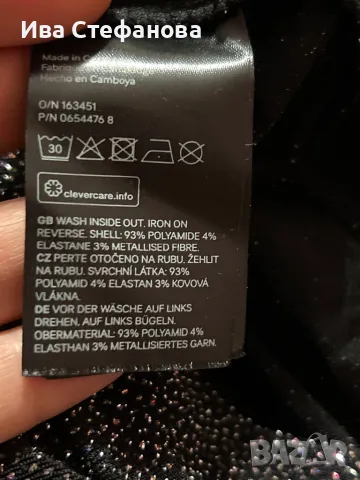 Ива Стефанова
Made in
Hecho en Camboya
O/N 163451
P/N 0654476 8
30
clevercare.info
GB WASH INSIDE OUT. IRON ON
REVERSE. SHELL: 93% POLYAMIDE 4%
ELASTANE 3% METALLISED FIBRE.
CZ PERTE OTOČENO NA RUBU. ŽEHLIT
NA RUBU. SVRCHNÍ LÁTKA: 93%
POLYAMID 4% ELASTAN 3% KOVOVÁ
VLÁKNA.
DE VOR DER WÄSCHE AUF LINKS
DREHEN. AUF LINKS BÜGELN.
OBERMATERIAL: 93% POLYAMID 4%
ELASTHAN 3% METALLISIERTES GARN.
BAZAR